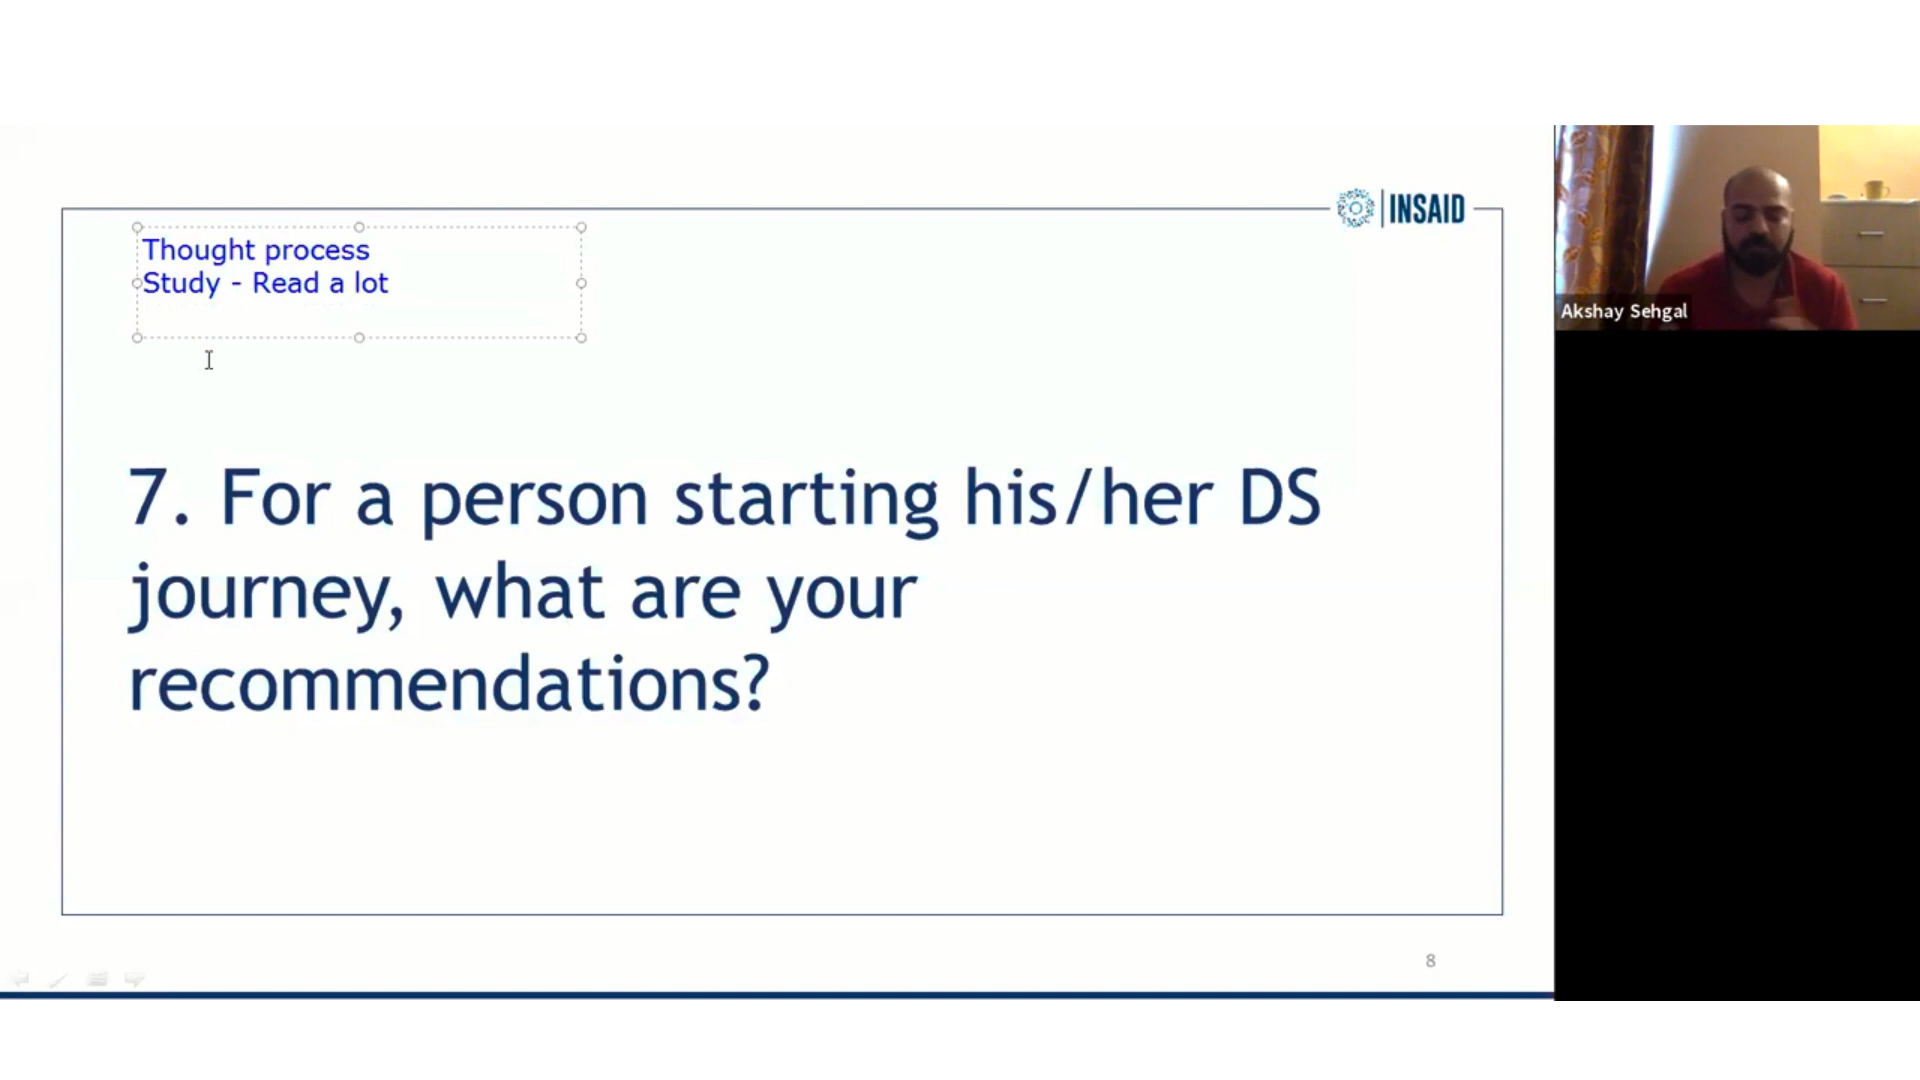 INSAID
Thought process
Study - Read a lot
Akshay Sehgal
7. For a person starting his/her DS
journey, what are your
recommendations?
8